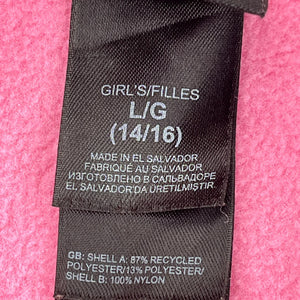 GIRL'S/FILLES
L/G
(14/16)
MADE IN EL SALVADOR
FABRIQUÉ AU SALVADOR
ИЗГОТОВЛЕНО В САЛЬВАДОРЕ
EL SALVADOR'DA ÜRETILMISTIR.
GB: SHELL A: 87% RECYCLED
POLYESTER/13% POLYESTER/
SHELL B: 100% NYLON